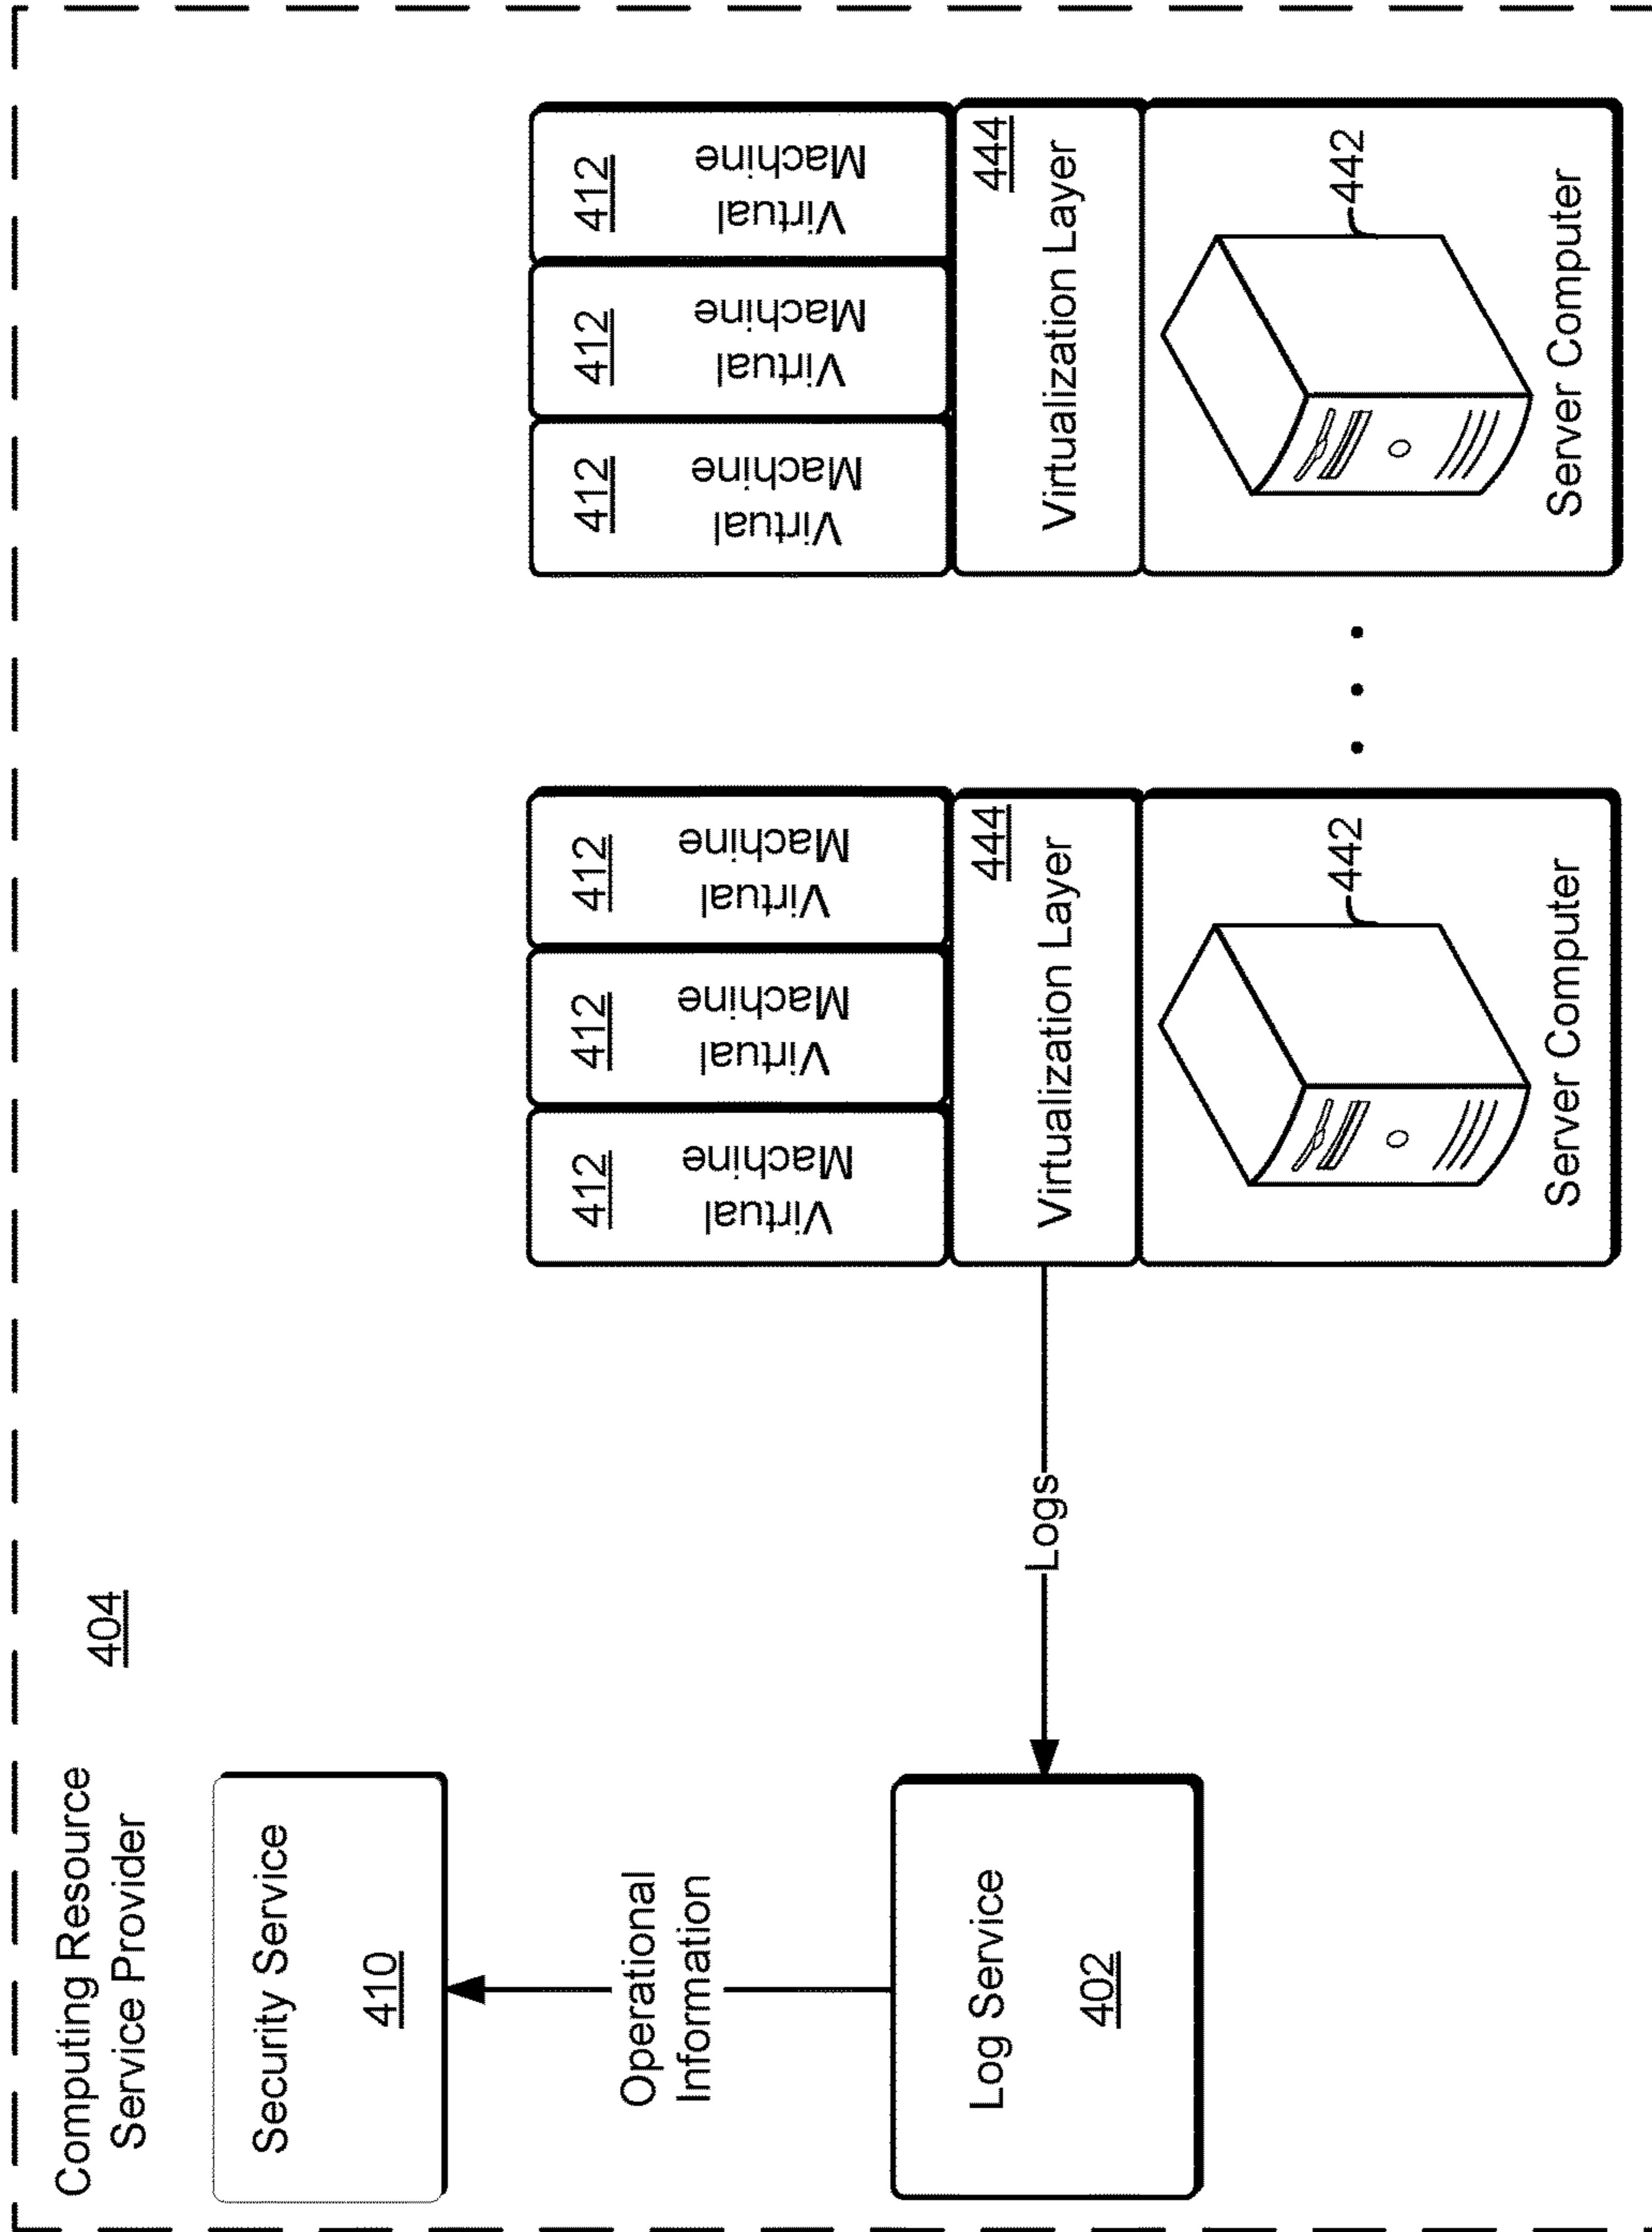 Computing Resource
Service Provider
404
Security Service
410
Operational
Information
Log Service
402
Logs
412
Virtual
Machine
412
Virtual
Machine
412
Virtual
Machine
444
Virtualization Layer
442
Server Computer
412
Virtual
Machine
412
Virtual
Machine
412
Virtual
Machine
444
Virtualization Layer
442
Server Computer